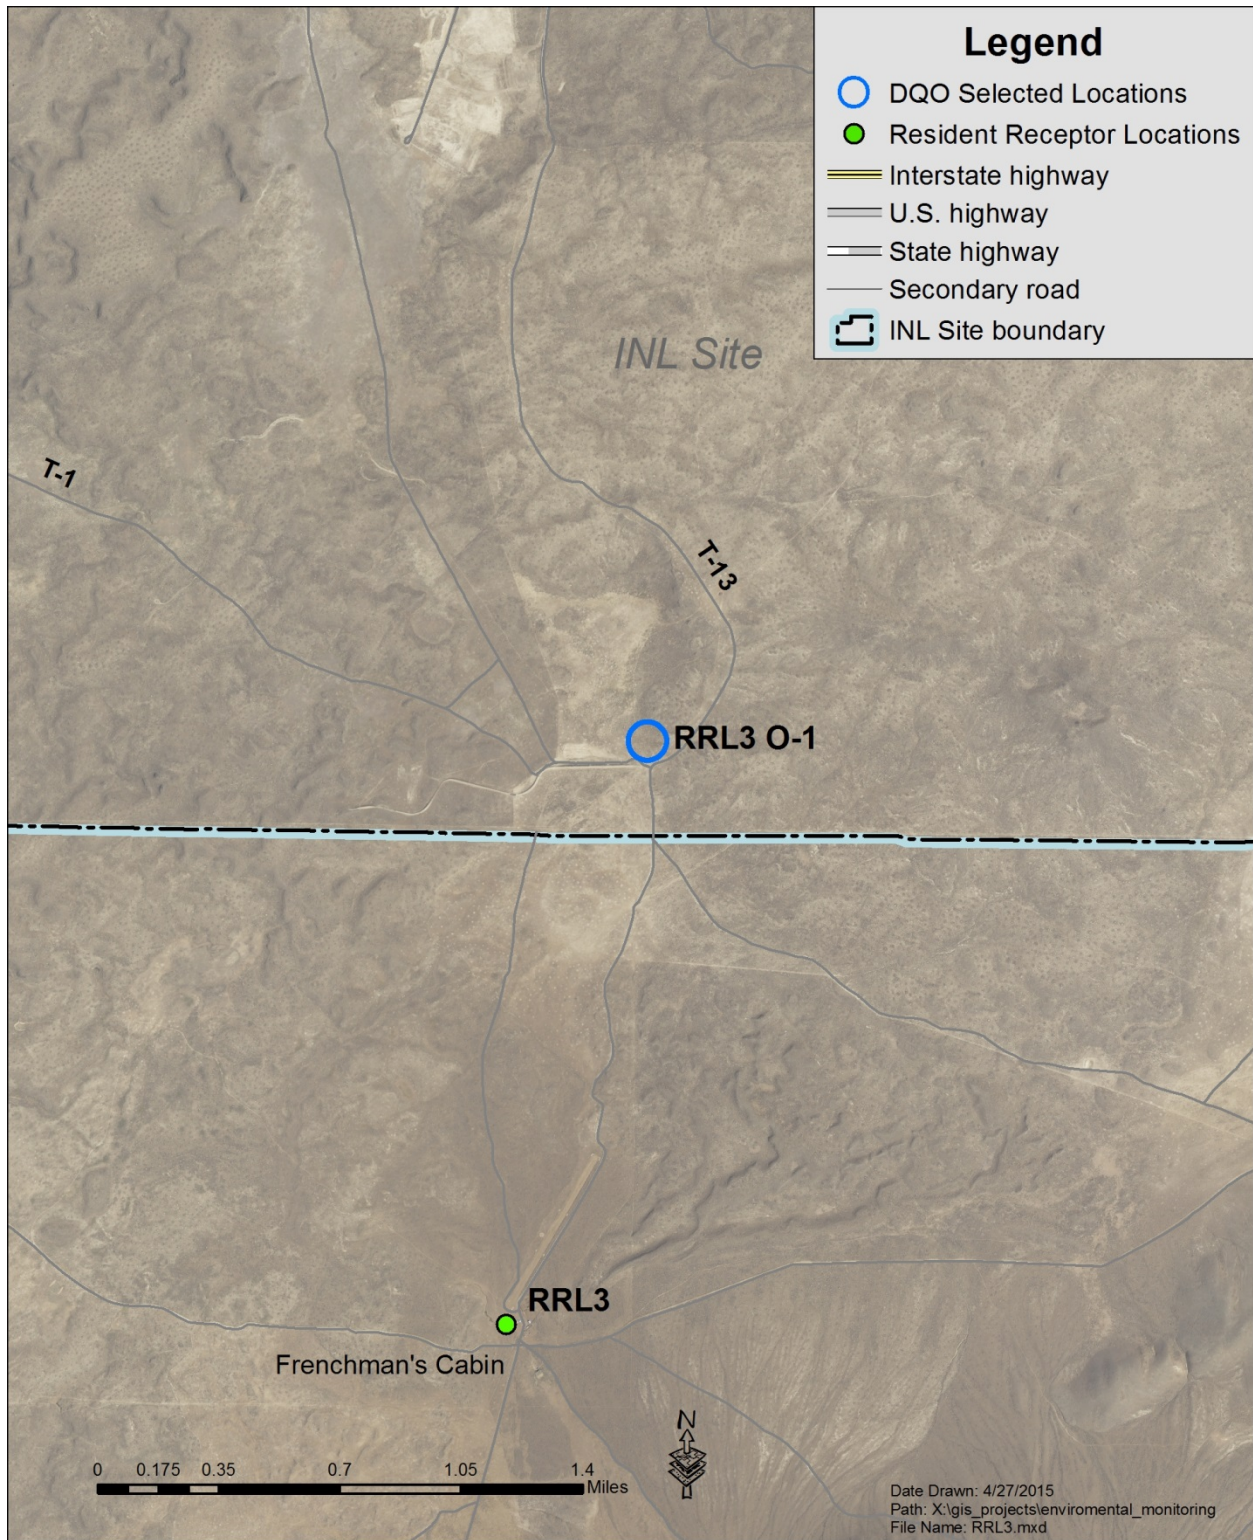 Legend
DQO Selected Locations
Resident Receptor Locations
Interstate highway
U.S. highway
State highway
Secondary road
INL Site boundary
INL Site
T-1
T-13
RRL3 O-1
RRL3
Frenchman's Cabin
N
0 0.175 0.35 0.7 1.05 1.4
Miles
Date Drawn: 4/27/2015
Path: X:\gis_projects\enviromental_monitoring
File Name: RRL3.mxd